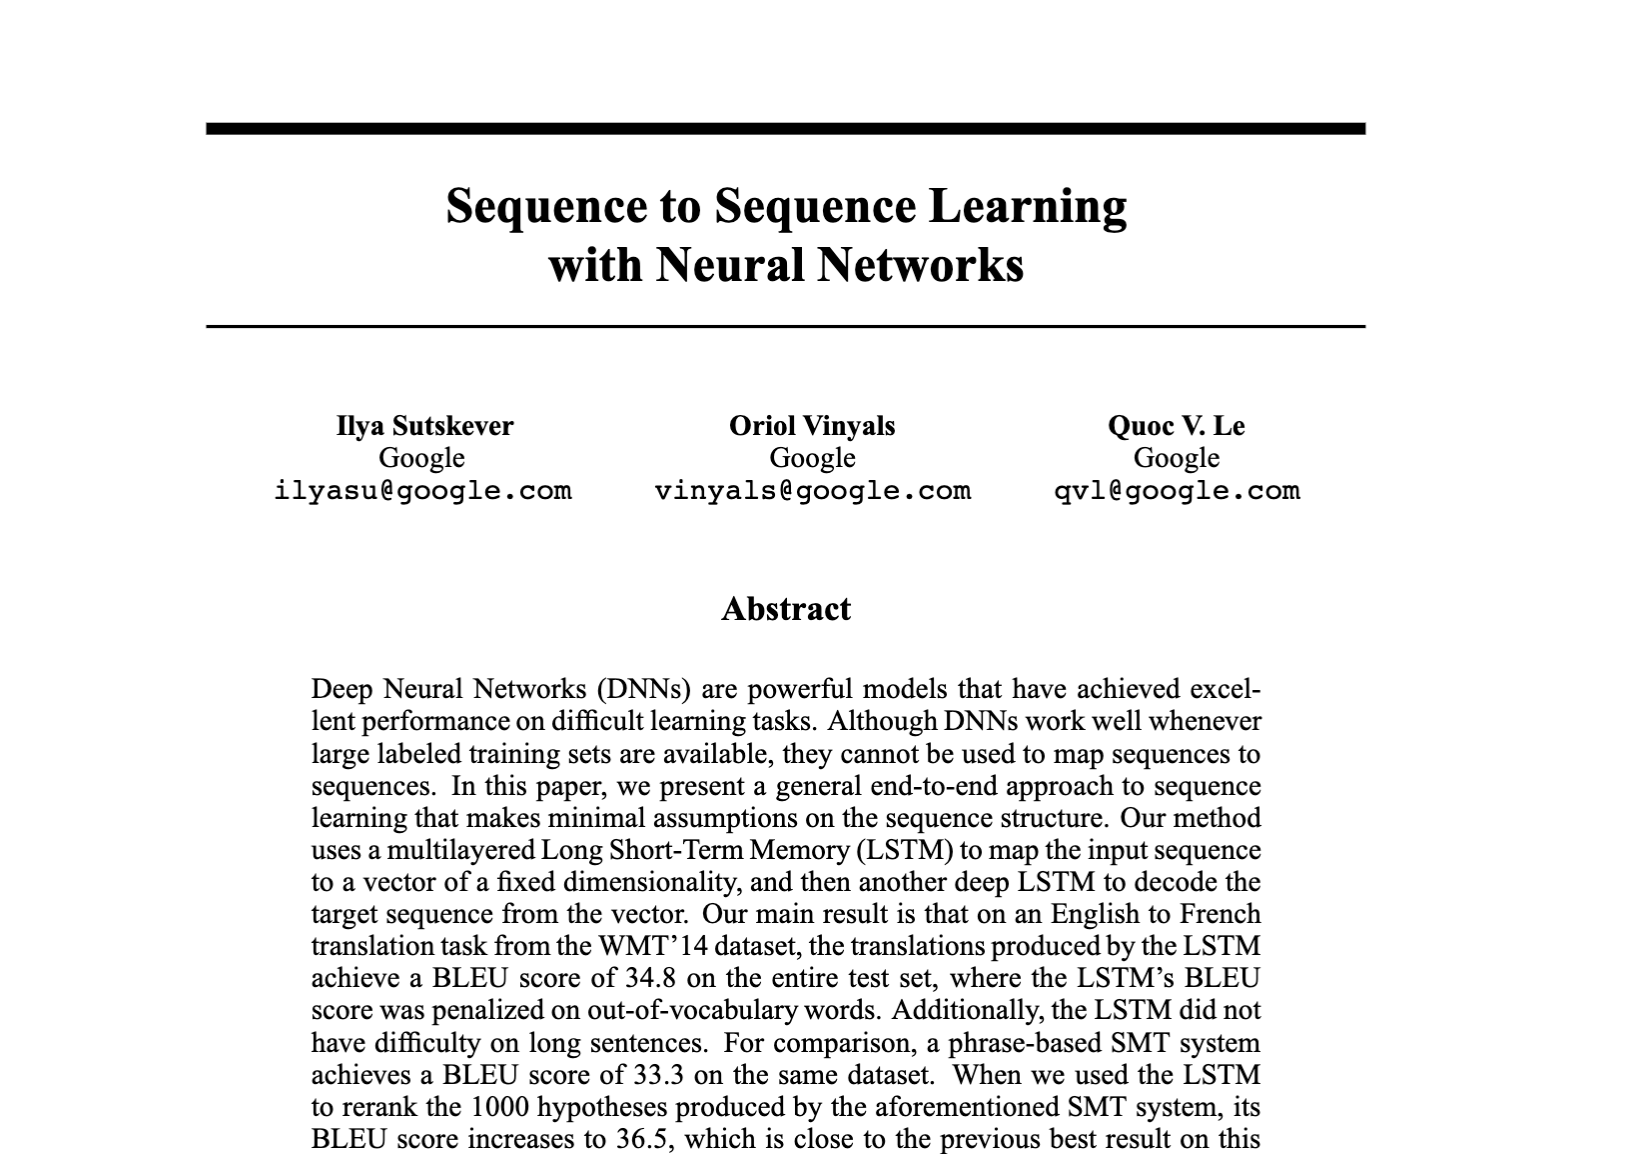 Sequence to Sequence Learning
with Neural Networks
Ilya Sutskever
Google
ilyasu@google.com
Oriol Vinyals
Google
vinyals@google.com
Quoc V. Le
Google
qvl@google.com
Abstract
Deep Neural Networks (DNNs) are powerful models that have achieved excel-
lent performance on difficult learning tasks. Although DNNs work well whenever
large labeled training sets are available, they cannot be used to map sequences to
sequences. In this paper, we present a general end-to-end approach to sequence
learning that makes minimal assumptions on the sequence structure. Our method
uses a multilayered Long Short-Term Memory (LSTM) to map the input sequence
to a vector of a fixed dimensionality, and then another deep LSTM to decode the
target sequence from the vector. Our main result is that on an English to French
translation task from the WMT’14 dataset, the translations produced by the LSTM
achieve a BLEU score of 34.8 on the entire test set, where the LSTM’s BLEU
score was penalized on out-of-vocabulary words. Additionally, the LSTM did not
have difficulty on long sentences. For comparison, a phrase-based SMT system
achieves a BLEU score of 33.3 on the same dataset. When we used the LSTM
to rerank the 1000 hypotheses produced by the aforementioned SMT system, its
BLEU score increases to 36.5, which is close to the previous best result on this